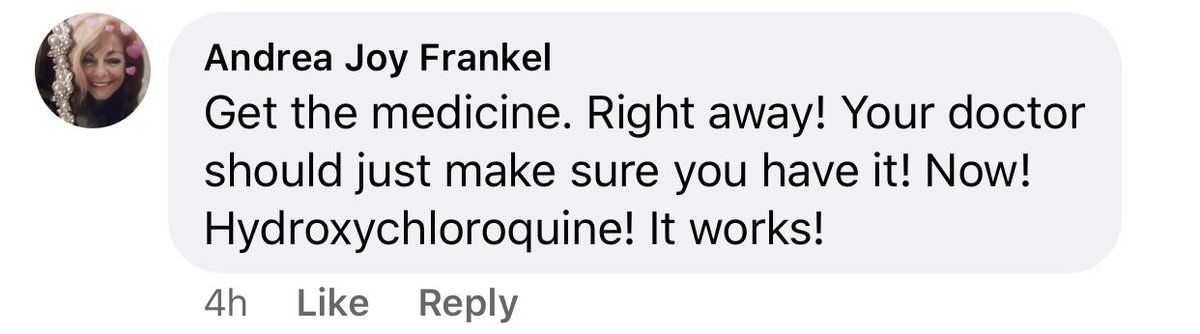 Andrea Joy Frankel
Get the medicine. Right away! Your doctor
should just make sure you have it! Now!
Hydroxychloroquine! It works!
4h Like Reply